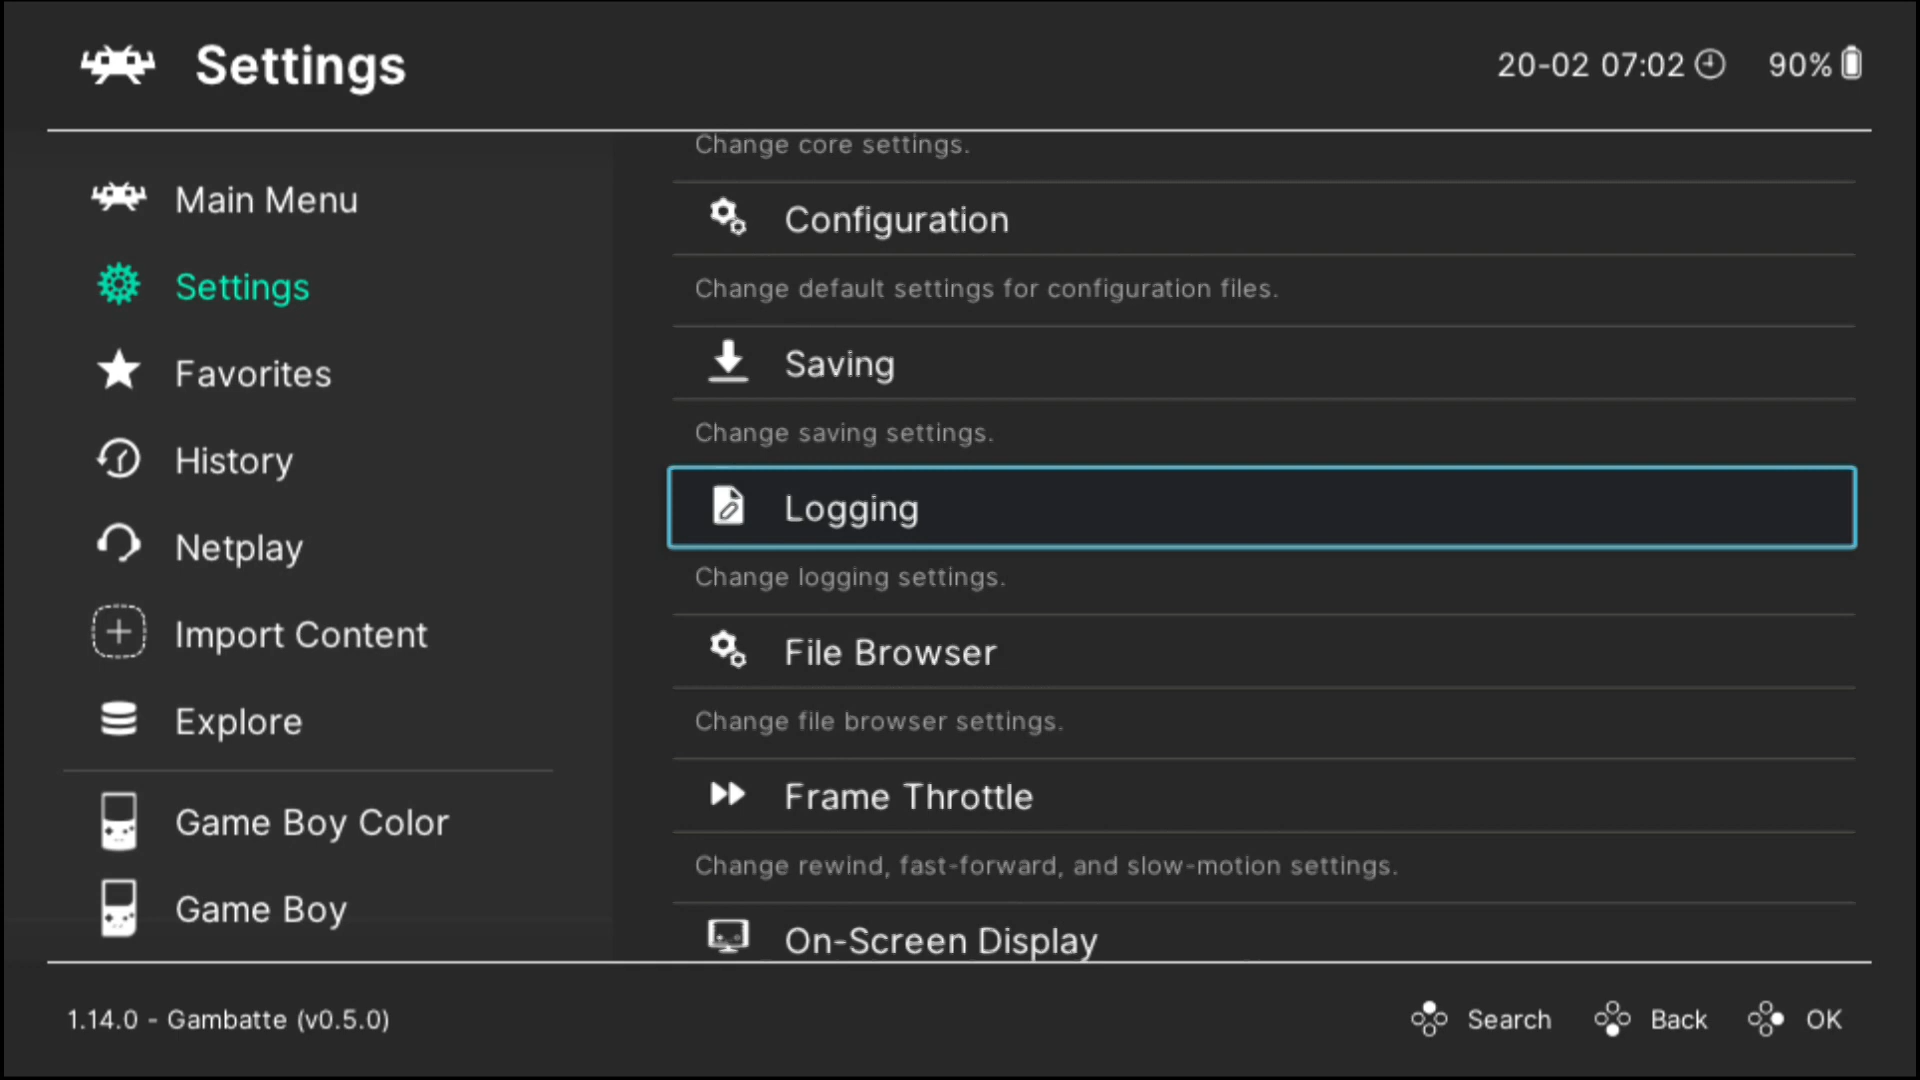 Settings
20-02 07:02
90%
Main Menu
Settings
Favorites
History
Netplay
Import Content
Explore
Game Boy Color
Game Boy
Change core settings.
Configuration
Change default settings for configuration files.
Saving
Change saving settings.
Logging
Change logging settings.
File Browser
Change file browser settings.
Frame Throttle
Change rewind, fast-forward, and slow-motion settings.
On-Screen Display
1.14.0 - Gambatte (v0.5.0)
Search
Back
OK